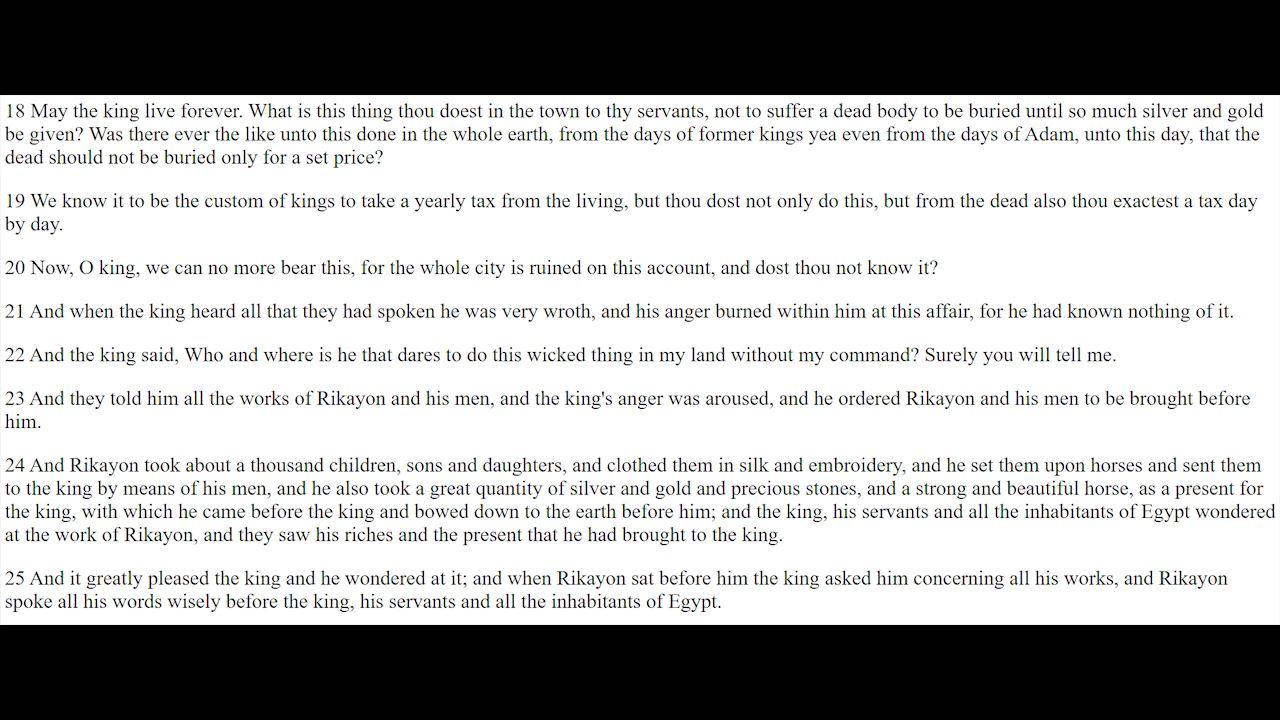 18 May the king live forever. What is this thing thou doest in the town to thy servants, not to suffer a dead body to be buried until so much silver and gold
be given? Was there ever the like unto this done in the whole earth, from the days of former kings yea even from the days of Adam, unto this day, that the
dead should not be buried only for a set price?
19 We know it to be the custom of kings to take a yearly tax from the living, but thou dost not only do this, but from the dead also thou exactest a tax day
by day.
20 Now, O king, we can no more bear this, for the whole city is ruined on this account, and dost thou not know it?
21 And when the king heard all that they had spoken he was very wroth, and his anger burned within him at this affair, for he had known nothing of it.
22 And the king said, Who and where is he that dares to do this wicked thing in my land without my command? Surely you will tell me.
23 And they told him all the works of Rikayon and his men, and the king's anger was aroused, and he ordered Rikayon and his men to be brought before
him.
24 And Rikayon took about a thousand children, sons and daughters, and clothed them in silk and embroidery, and he set them upon horses and sent them
to the king by means of his men, and he also took a great quantity of silver and gold and precious stones, and a strong and beautiful horse, as a present for
the king, with which he came before the king and bowed down to the earth before him; and the king, his servants and all the inhabitants of Egypt wondered
at the work of Rikayon, and they saw his riches and the present that he had brought to the king.
25 And it greatly pleased the king and he wondered at it; and when Rikayon sat before him the king asked him concerning all his works, and Rikayon
spoke all his words wisely before the king, his servants and all the inhabitants of Egypt.